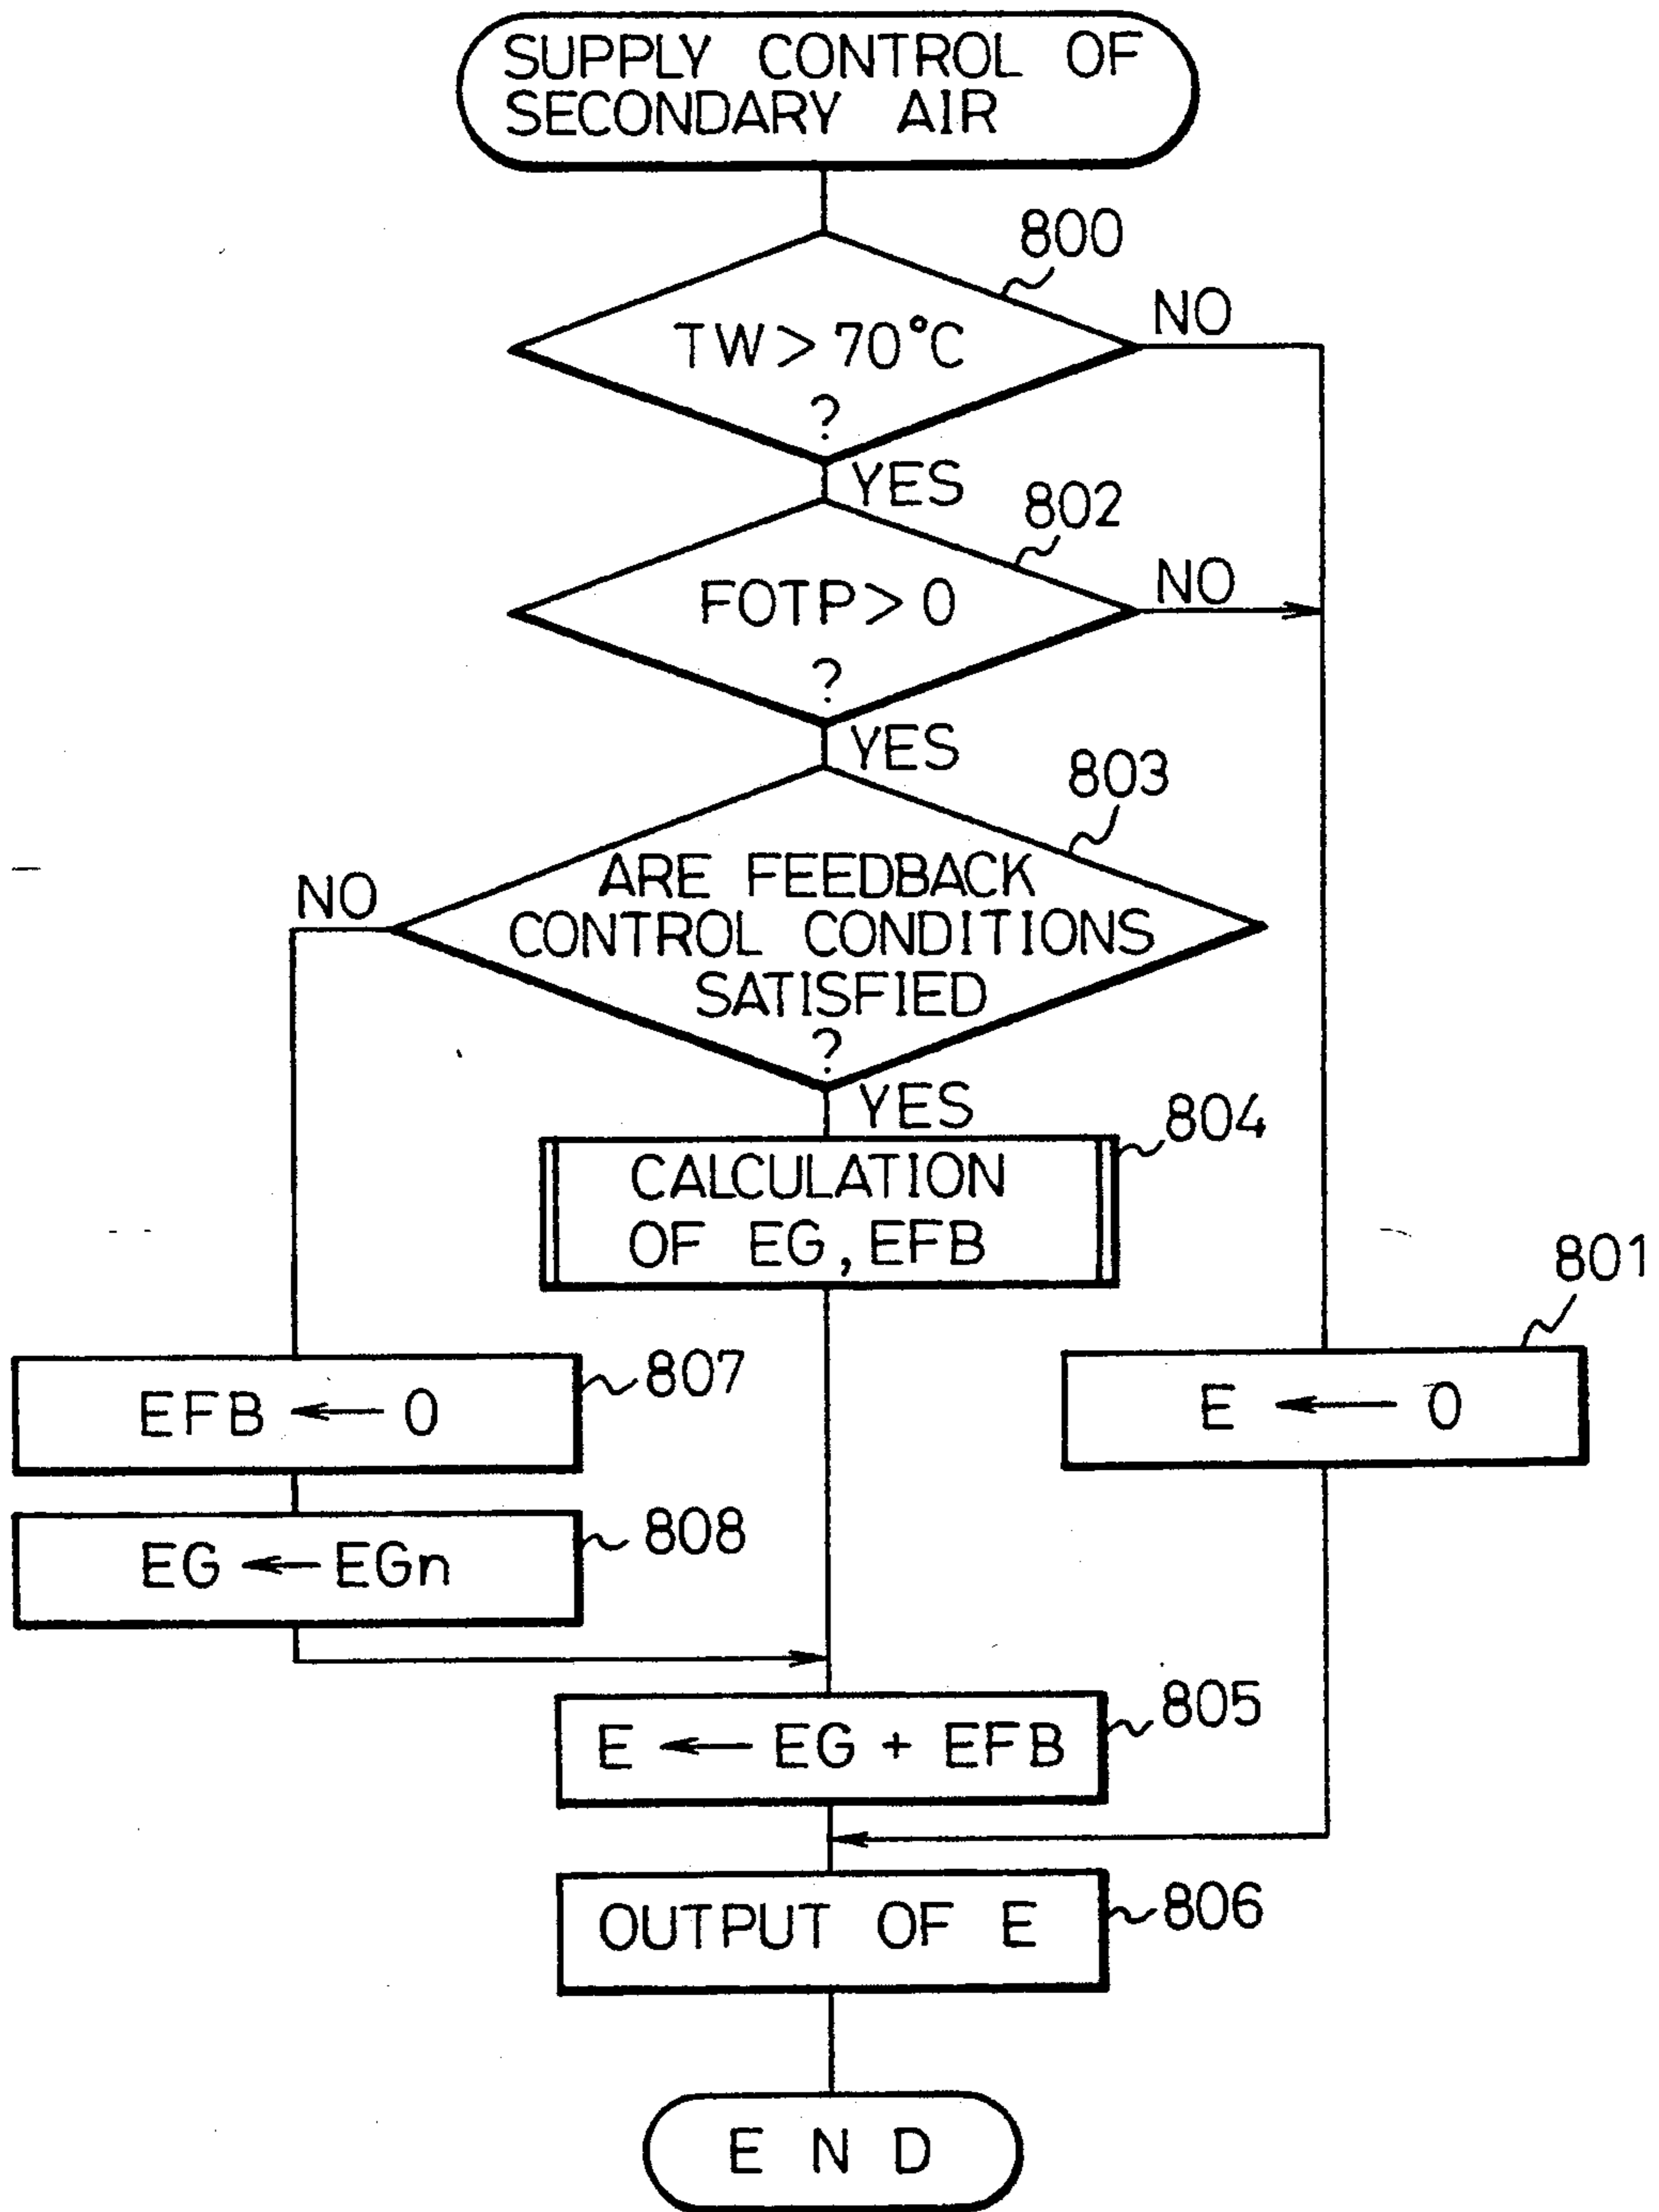 SUPPLY CONTROL OF
SECONDARY AIR
800
TW > 70°C
?
NO
YES
802
FOTP > 0
?
NO
YES
803
ARE FEEDBACK
CONTROL CONDITIONS
SATISFIED
?
NO
YES
804
CALCULATION
OF EG, EFB
801
E ← 0
807
EFB ← 0
808
EG ← EGn
805
E ← EG + EFB
806
OUTPUT OF E
END